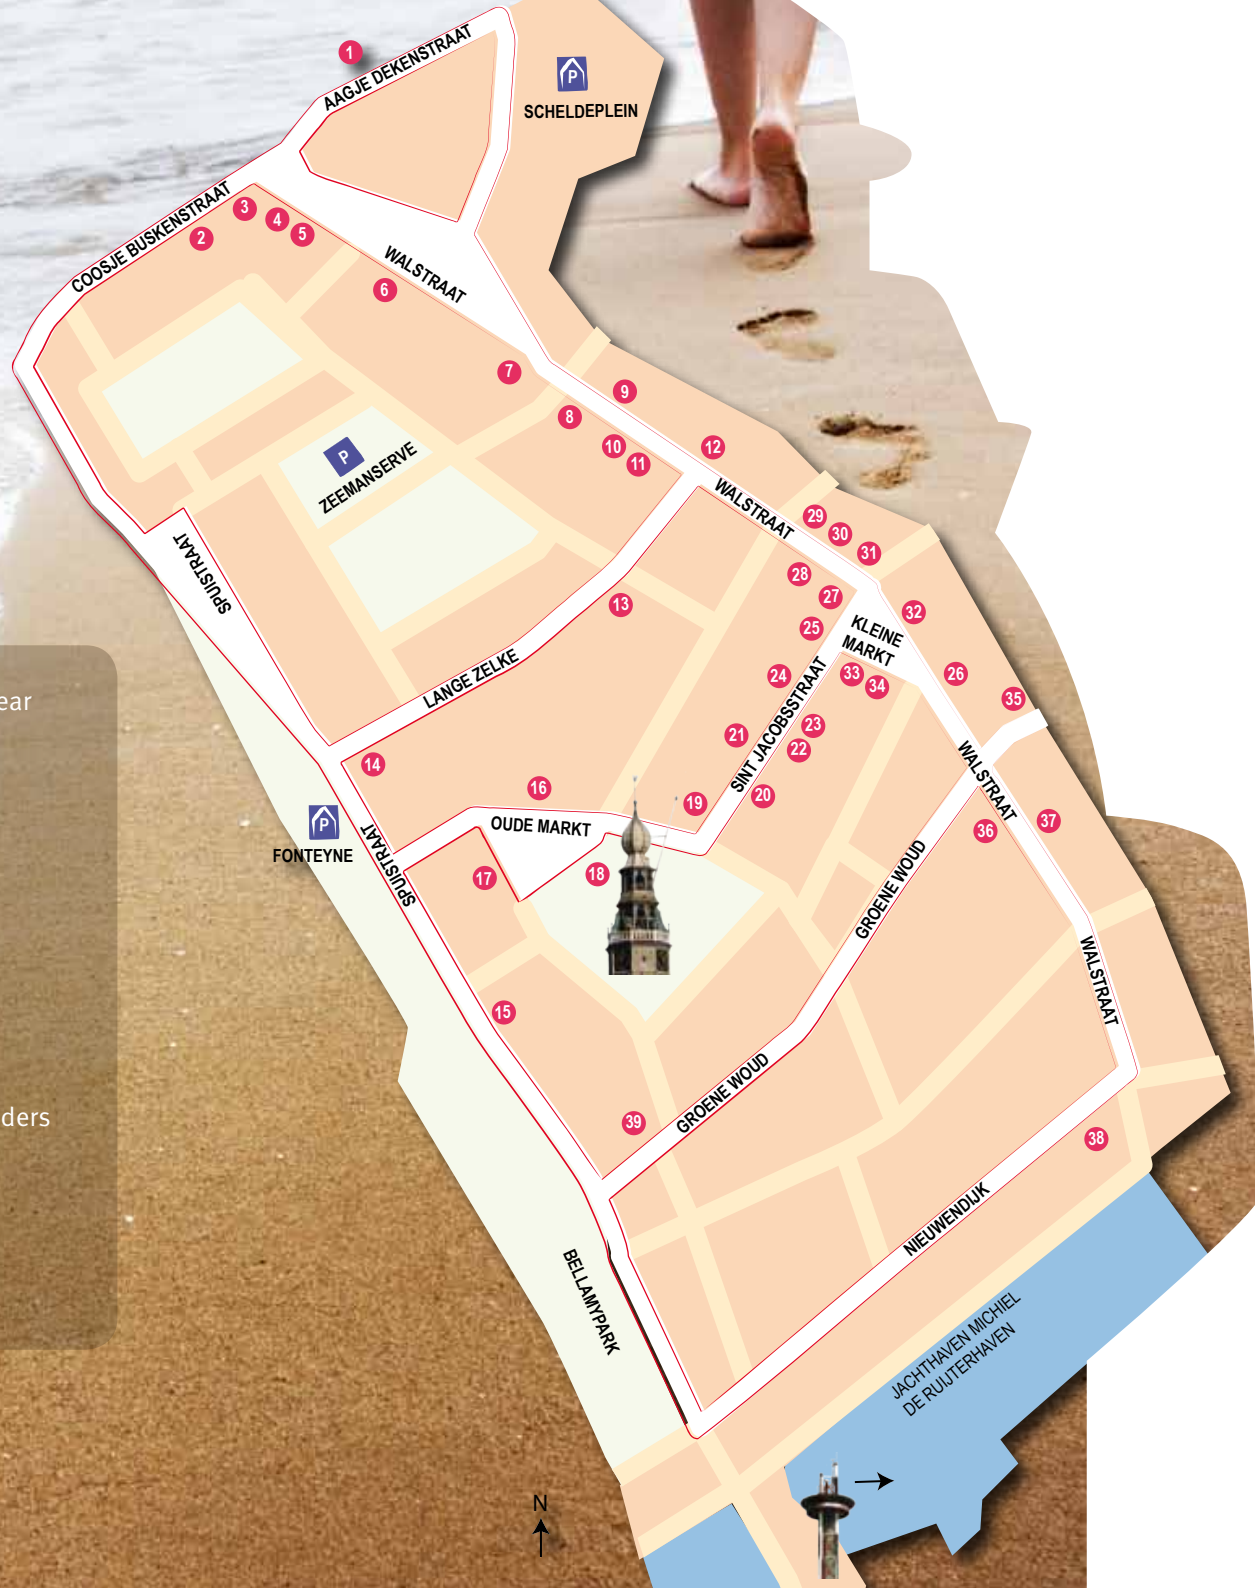 1
AAGJE DEKENSTRAAT
P
SCHELDEPLEIN
COOSJE BUSKENSTRAAT
3
4
5
2
WALSTRAAT
6
7
8
9
10
11
12
P
ZEEMANSERVE
WALSTRAAT
29
30
31
SPUISTRAAT
28
27
13
25
32
KLEINE
MARKT
LANGE ZELKE
24
33
34
26
35
ear
SINT JACOBSSTRAAT
21
23
22
14
16
19
20
WALSTRAAT
37
36
P
FONTEYNE
OUDE MARKT
SPUISTRAAT
17
18
GROENE WOUD
WALSTRAAT
15
GROENE WOUD
39
ders
38
NIEUWENDIJK
BELLAMYPARK
JACHTHAVEN MICHIEL
DE RUIJTERHAVEN
N